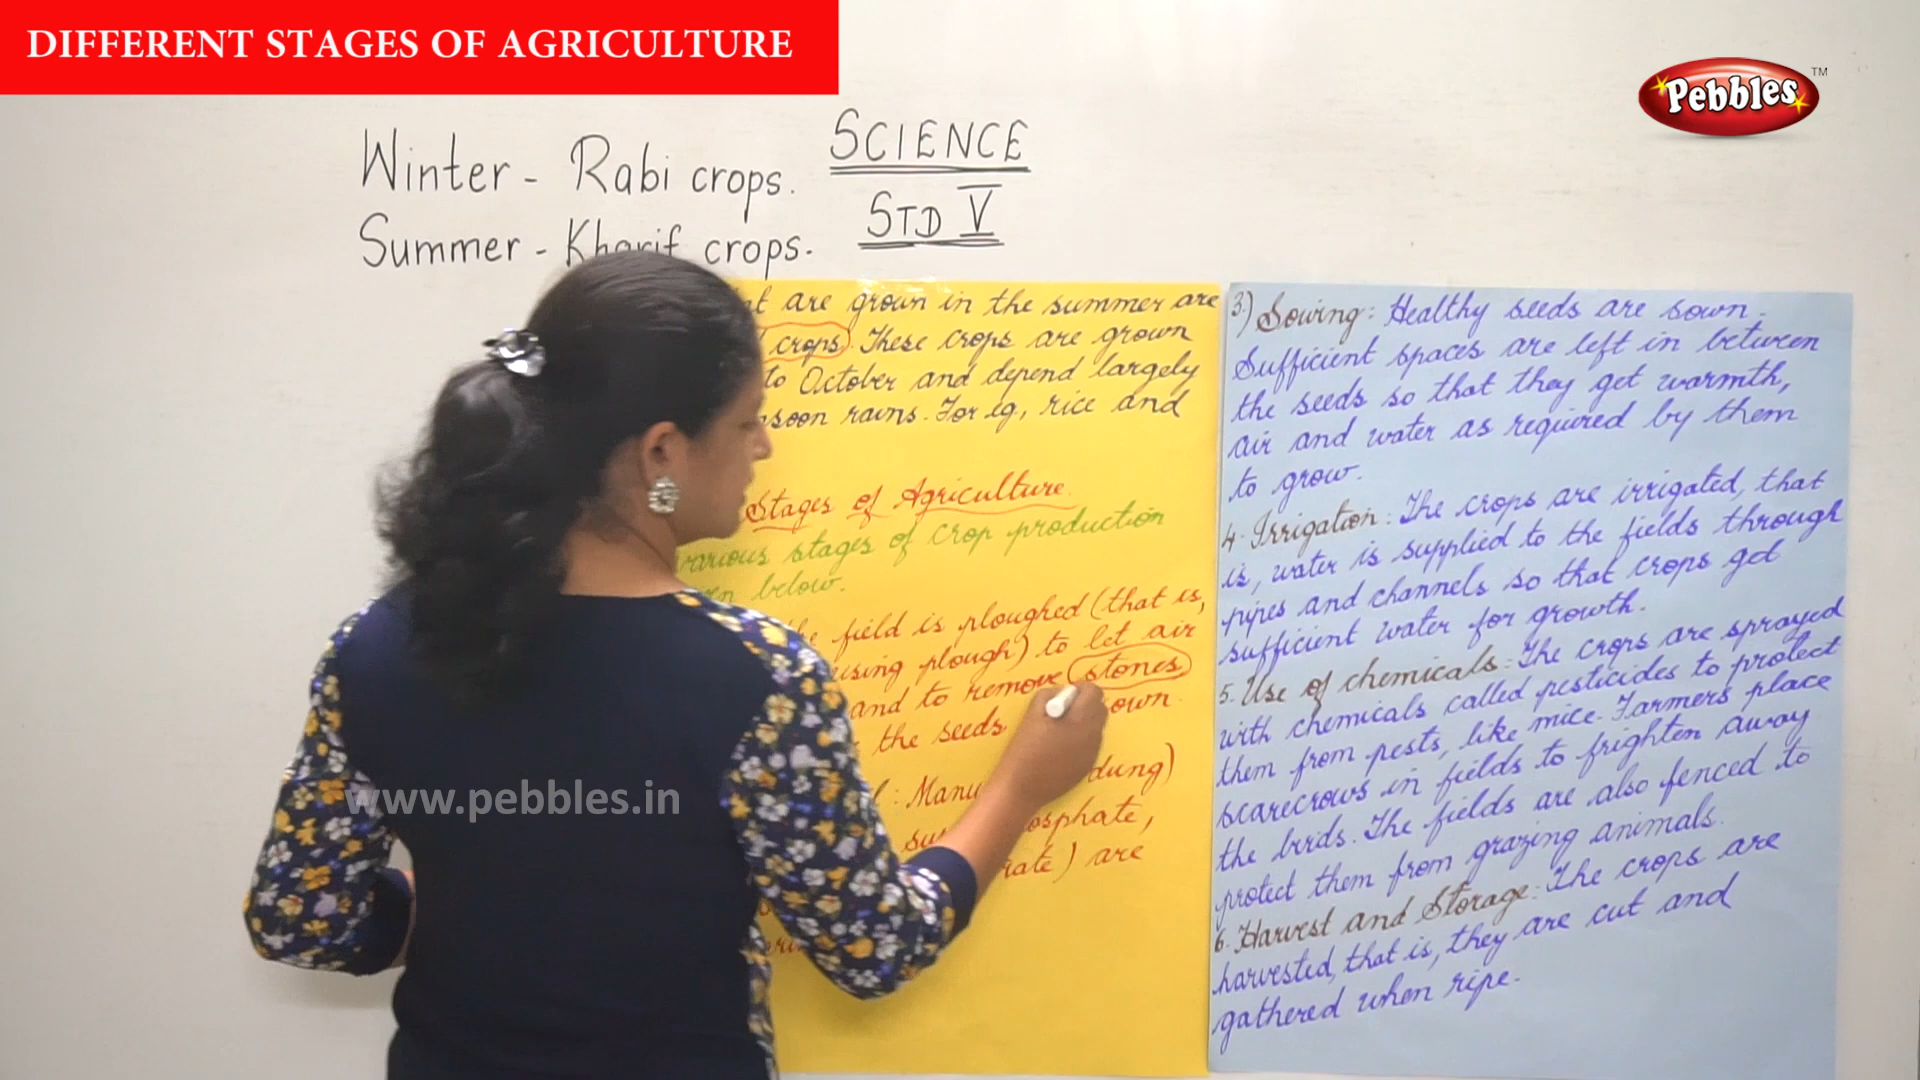 DIFFERENT STAGES OF AGRICULTURE
Pebbles TM
SCIENCE
STD V
Winter - Rabi crops.
Summer - Kharif crops.
are grown in the summer are
crops. These crops are grown
to October and depend largely
rains. For eg, rice and
Stages of Agriculture.
various stages of crop production
below.
field is ploughed (that is,
using plough) to let air
and to remove stones
the seeds
: Manu dung)
are
3) Sowing: Healthy seeds are sown.
Sufficient spaces are left in between
the seeds so that they get warmth,
air and water as required by them
to grow.
4. Irrigation: The crops are irrigated, that
is, water is supplied to the fields through
pipes and channels so that crops get
sufficient water for growth.
5. Use of chemicals: The crops are sprayed
with chemicals called pesticides to protect
them from pests, like mice. Farmers place
scarecrows in fields to frighten away
the birds. The fields are also fenced to
protect them from grazing animals.
6. Harvest and Storage: The crops are
harvested, that is, they are cut and
gathered when ripe.
www.pebbles.in